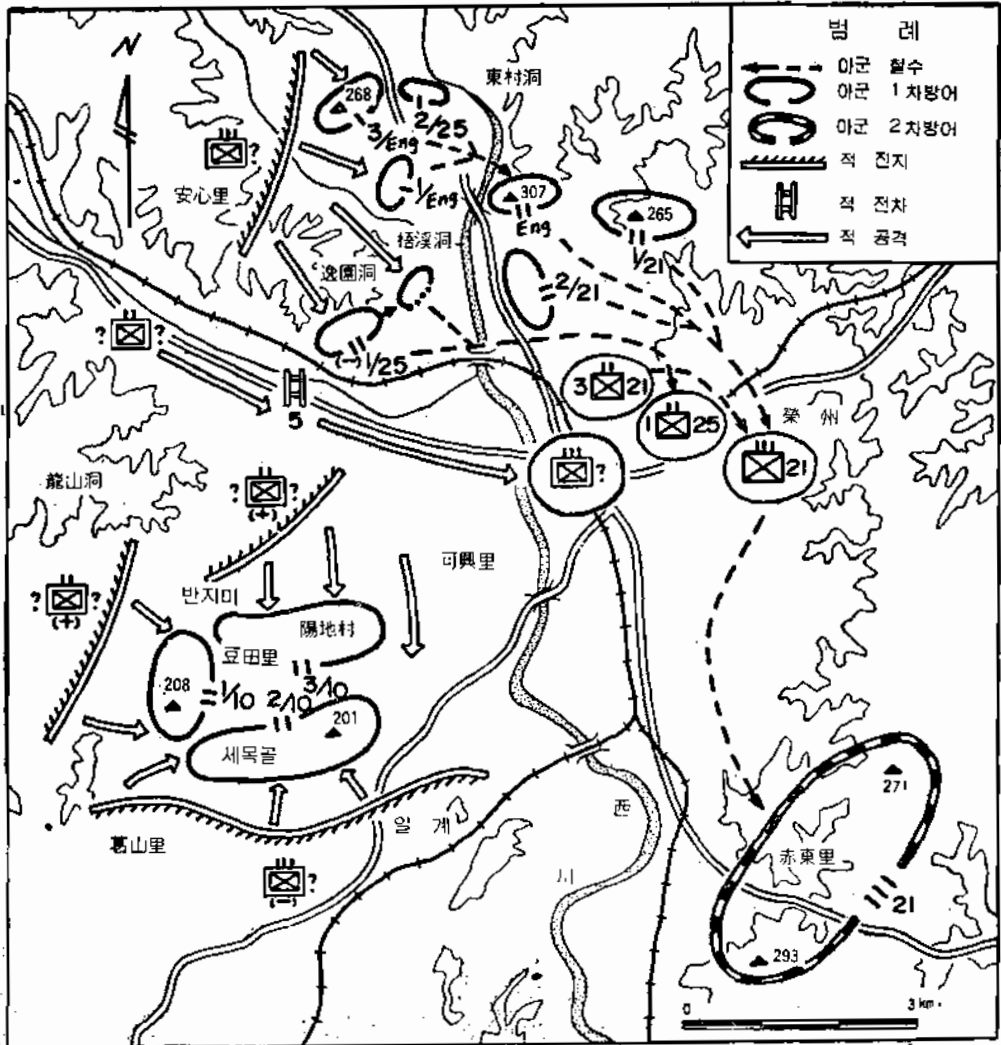 범 례
아군 철수
아군 1차방어
아군 2차방어
적 진지
적 전차
적 공격
N
東村洞
268
2/25
3/Eng
?
安心里
1/Eng
307
Eng
265
1/21
梧溪洞
逸園洞
2/21
(-) 1/25
? ?
5
3 21
1 25
榮州
21
?
龍山洞
? ?
(+)
可興里
? ?
(+)
반지미
陽地村
豆田里
208
1/10
2/10
3/10
201
세목골
271
일계
西
川
葛山里
赤東里
?
(-)
21
293
0 3 km